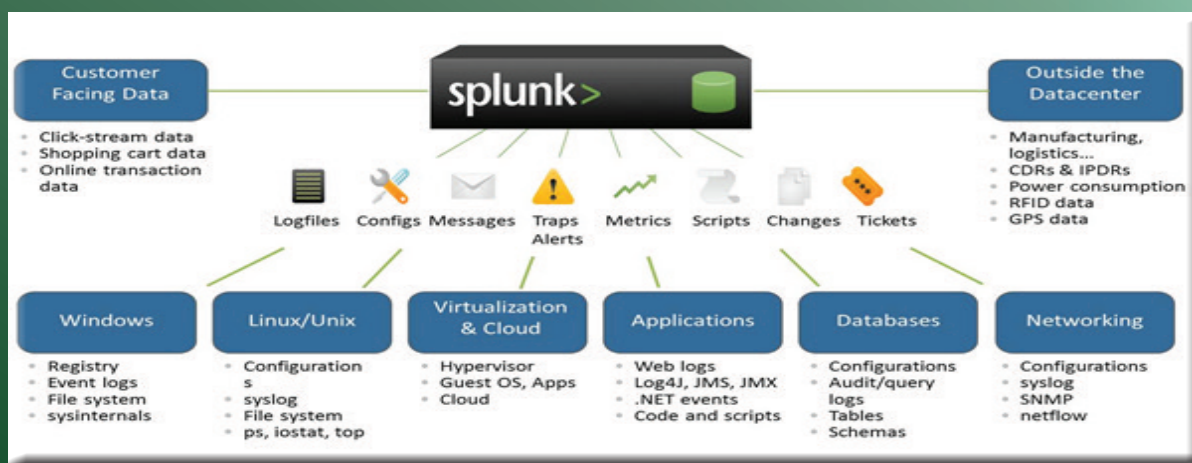 splunk>
Customer
Facing Data
• Click-stream data
• Shopping cart data
• Online transaction
data
Outside the
Datacenter
• Manufacturing,
logistics...
• CDRs & IPDRs
• Power consumption
• RFID data
• GPS data
Logfiles
Configs
Messages
Traps
Alerts
Metrics
Scripts
Changes
Tickets
Windows
• Registry
• Event logs
• File system
• sysinternals
Linux/Unix
• Configuration
s
• syslog
• File system
• ps, iostat, top
Virtualization
& Cloud
• Hypervisor
• Guest OS, Apps
• Cloud
Applications
• Web logs
• Log4J, JMS, JMX
• .NET events
• Code and scripts
Databases
• Configurations
• Audit/query
logs
• Tables
• Schemas
Networking
• Configurations
• syslog
• SNMP
• netflow